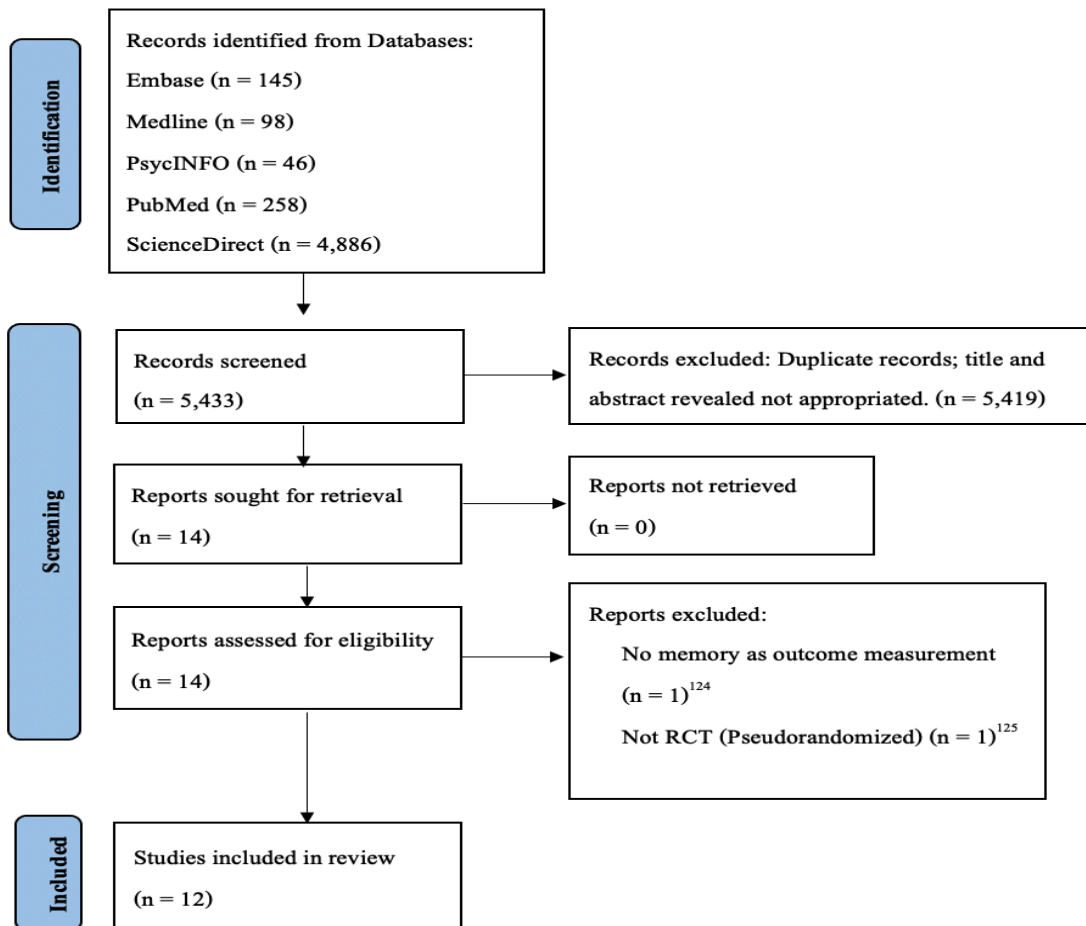 Identification
Records identified from Databases:
Embase (n = 145)
Medline (n = 98)
PsycINFO (n = 46)
PubMed (n = 258)
ScienceDirect (n = 4,886)
Screening
Records screened
(n = 5,433)
Records excluded: Duplicate records; title and
abstract revealed not appropriated. (n = 5,419)
Reports sought for retrieval
(n = 14)
Reports not retrieved
(n = 0)
Reports assessed for eligibility
(n = 14)
Reports excluded:
No memory as outcome measurement
(n = 1)124
Not RCT (Pseudorandomized) (n = 1)125
Included
Studies included in review
(n = 12)